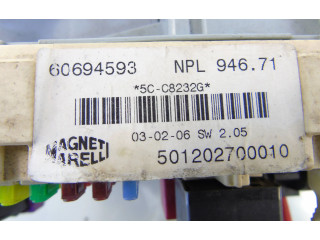 60694593 NPL 946.71
*5C-C8232G*
03-02-06 SW 2.05
MAGNETI
MARELLI
501202700010